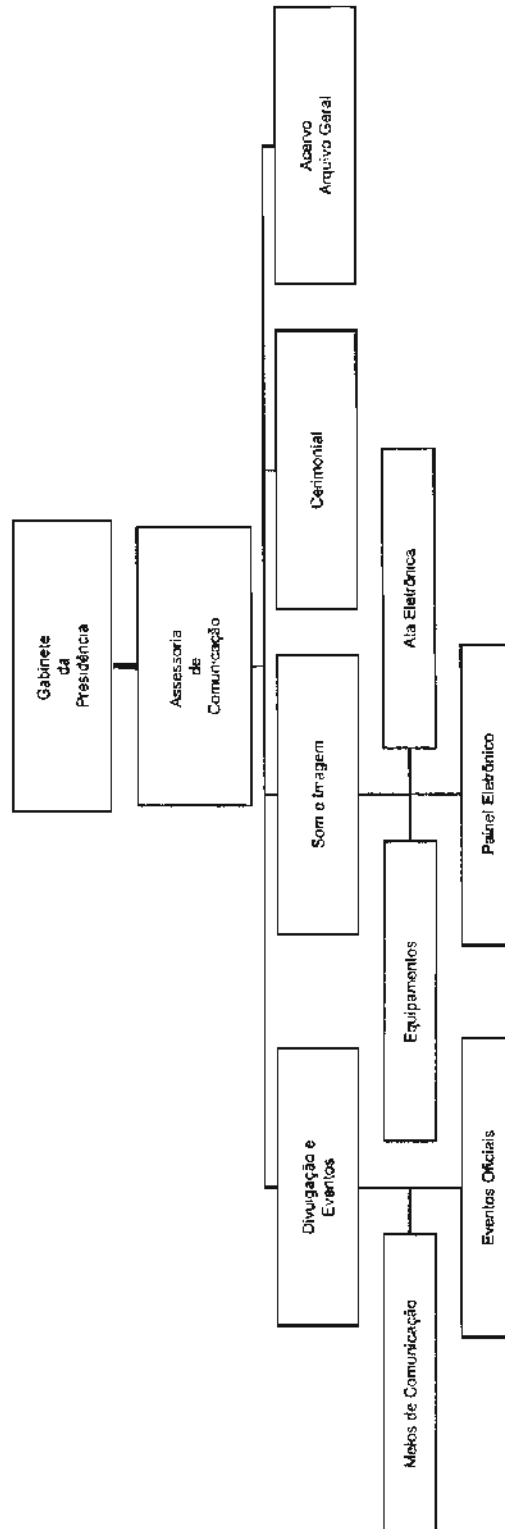 Gabinete
da
Presidência
Assessoria
de
Comunicação
Divulgação e
Eventos
Som e Imagem
Cerimonial
Acervo
Arquivo Geral
Meios de Comunicação
Equipamentos
Ata Eletrônica
Eventos Oficiais
Painel Eletrônico